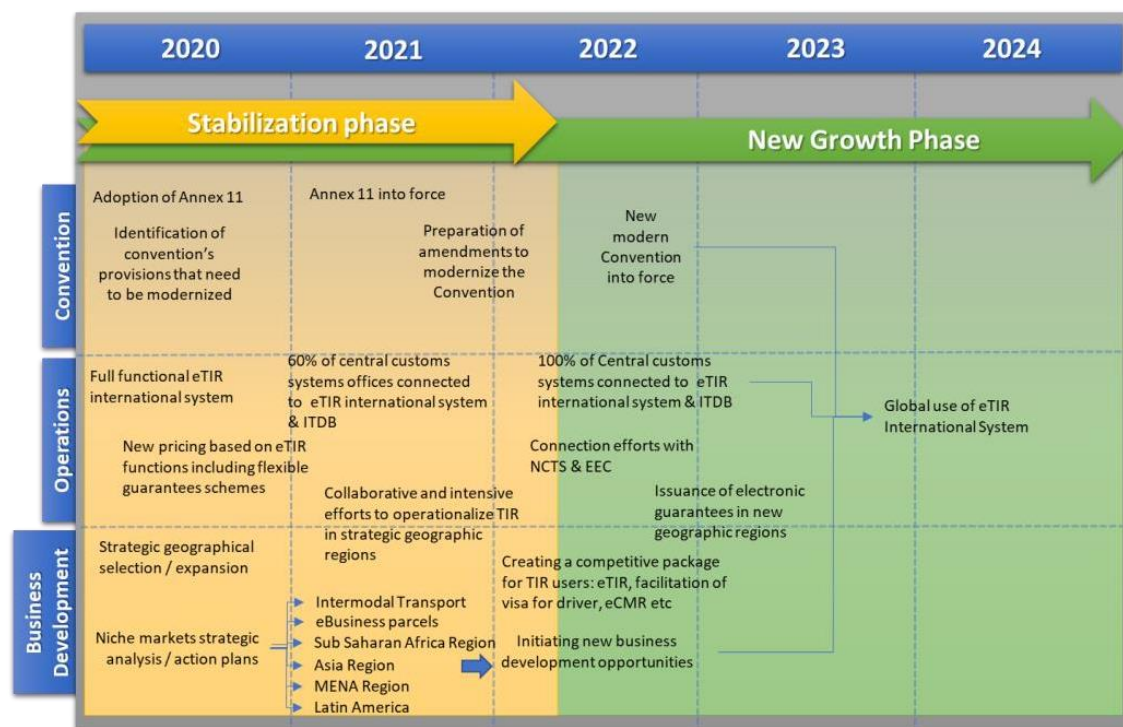 2020
2021
2022
2023
2024
Stabilization phase
New Growth Phase
Convention
Adoption of Annex 11
Identification of
convention's
provisions that need
to be modernized
Annex 11 into force
Preparation of
amendments to
modernize the
Convention
New
modern
Convention
into force
Operations
Full functional eTIR
international system
New pricing based on eTIR
functions including flexible
guarantees schemes
60% of central customs
systems offices connected
to eTIR international system
& ITDB
Collaborative and intensive
efforts to operationalize TIR
in strategic geographic
regions
100% of Central customs
systems connected to eTIR
international system & ITDB
Connection efforts with
NCTS & EEC
Issuance of electronic
guarantees in new
geographic regions
Global use of eTIR
International System
Business
Development
Strategic geographical
selection / expansion
Niche markets strategic
analysis / action plans
Intermodal Transport
eBusiness parcels
Sub Saharan Africa Region
Asia Region
MENA Region
Latin America
Creating a competitive package
for TIR users: eTIR, facilitation of
visa for driver, eCMR etc
Initiating new business
development opportunities